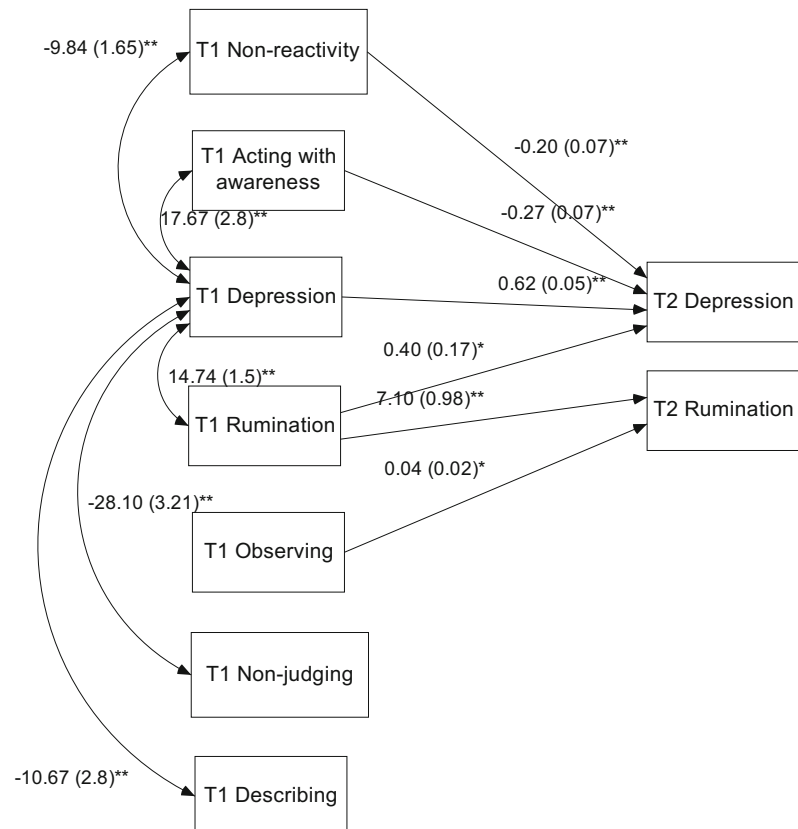 -9.84 (1.65)**
T1 Non-reactivity
T1 Acting with
awareness
-0.20 (0.07)**
17.67 (2.8)**
-0.27 (0.07)**
T1 Depression
0.62 (0.05)**
T2 Depression
0.40 (0.17)*
14.74 (1.5)**
7.10 (0.98)**
T1 Rumination
T2 Rumination
0.04 (0.02)*
-28.10 (3.21)**
T1 Observing
T1 Non-judging
-10.67 (2.8)**
T1 Describing